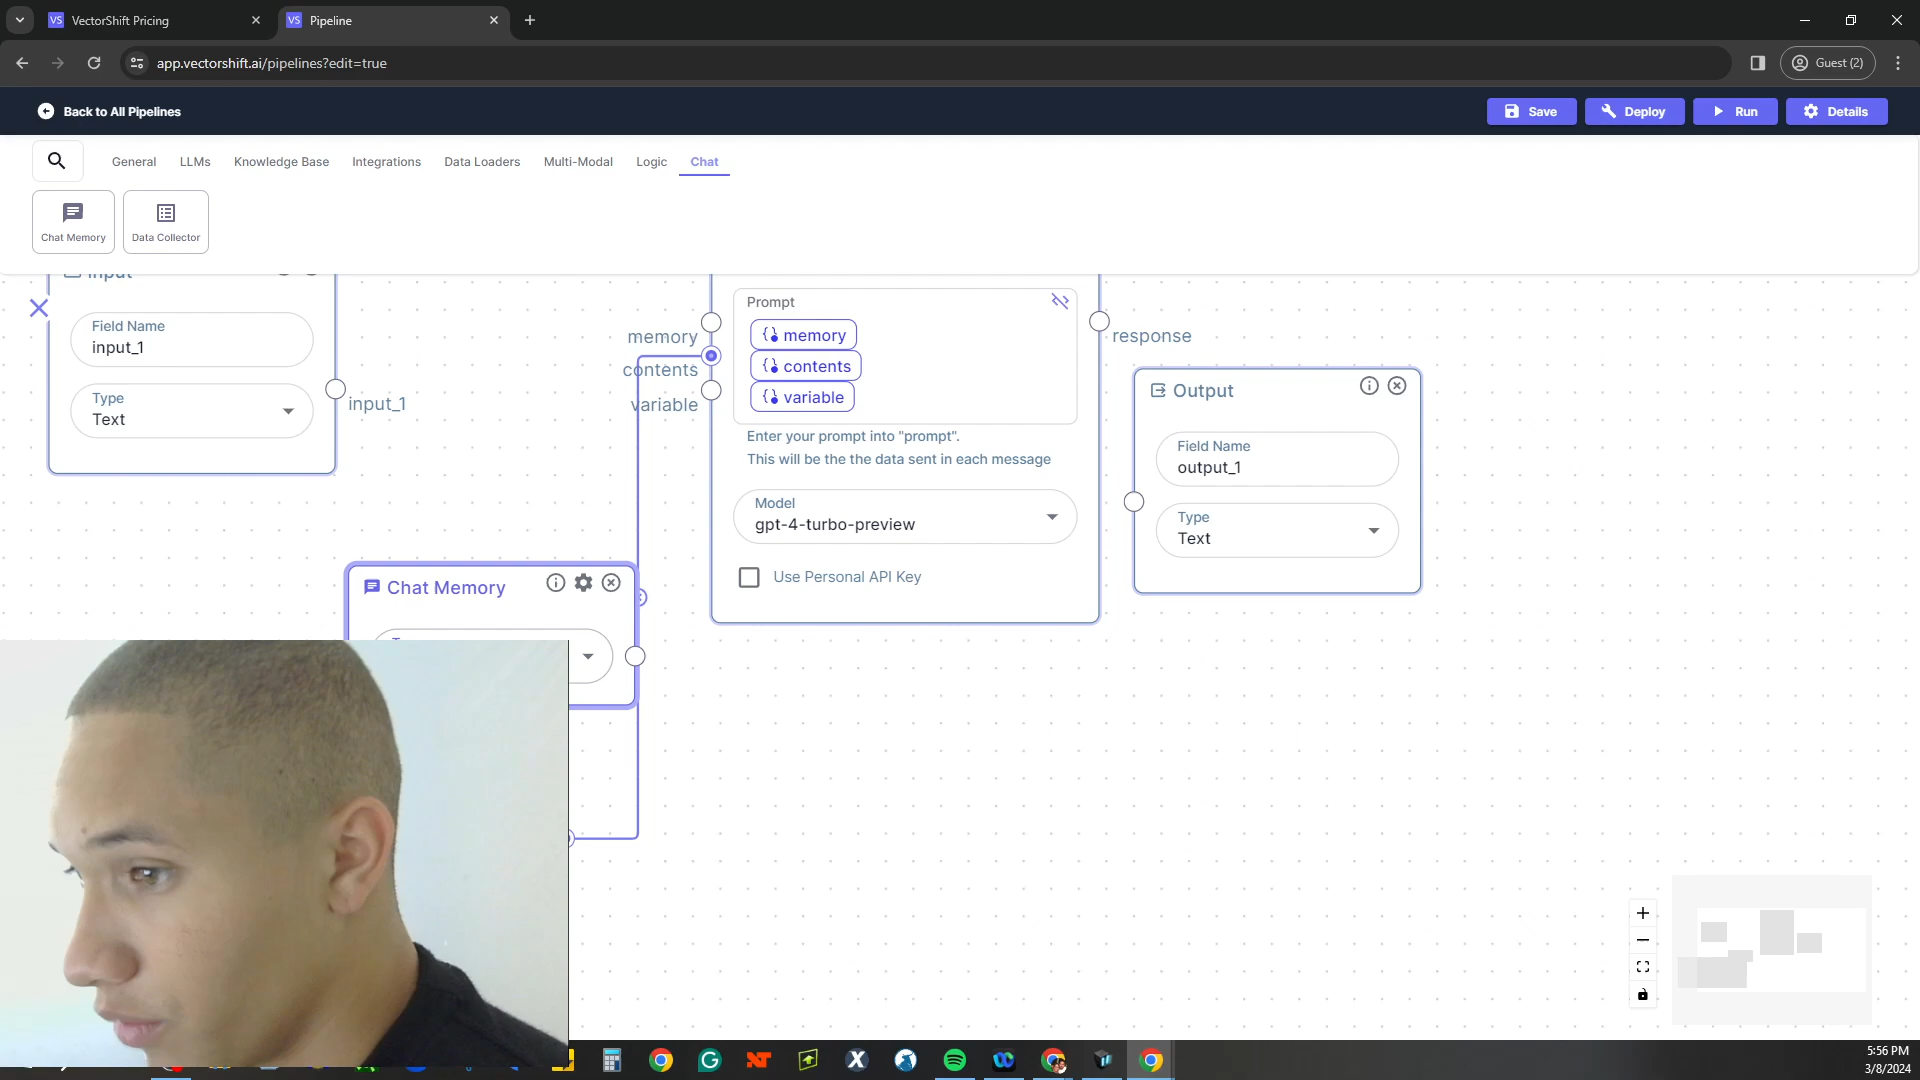 VS VectorShift Pricing
VS Pipeline
app.vectorshift.ai/pipelines?edit=true
Guest (2)
Back to All Pipelines
Save
Deploy
Run
Details
General
LLMs
Knowledge Base
Integrations
Data Loaders
Multi-Modal
Logic
Chat
Chat Memory
Data Collector
Input
Field Name
input_1
Type
Text
input_1
memory
contents
variable
Prompt
memory
contents
variable
Enter your prompt into "prompt".
This will be the the data sent in each message
Model
gpt-4-turbo-preview
Use Personal API Key
response
Output
Field Name
output_1
Type
Text
Chat Memory
5:56 PM
3/8/2024